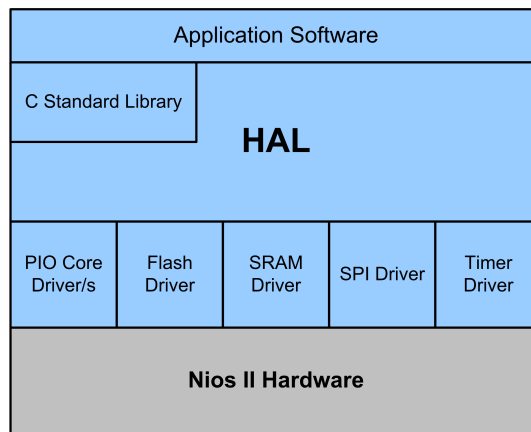 Application Software
C Standard Library
HAL
PIO Core
Driver/s
Flash
Driver
SRAM
Driver
SPI Driver
Timer
Driver
Nios II Hardware